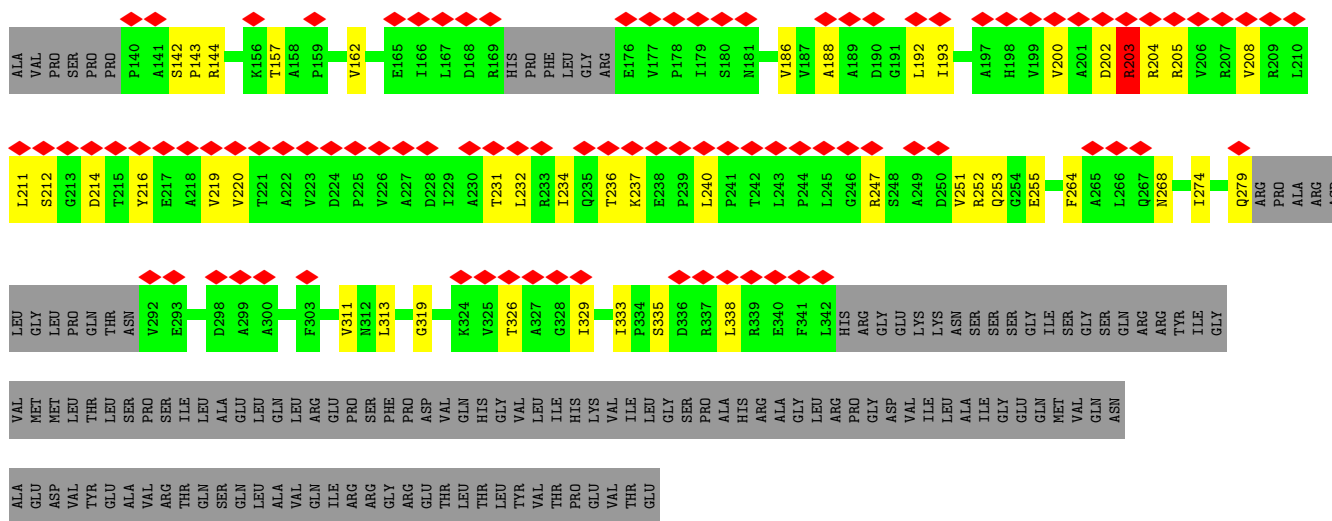 ALA VAL PRO SER PRO PRO P140 A141 S142 P143 R144 K156 T157 A158 P159 V162 E165 I166 L167 D168 R169 HIS PRO PHE LEU GLY ARG E176 V177 P178 I179 S180 N181 V186 V187 A188 A189 D190 G191 L192 I193 A197 H198 V199 V200 A201 D202 R203 R204 R205 V206 R207 V208 R209 L210
L211 S212 G213 D214 T215 Y216 E217 A218 V219 V220 T221 A222 V223 D224 P225 V226 A227 D228 I229 A230 T231 L232 R233 I234 Q235 T236 K237 E238 P239 L240 P241 T242 L243 P244 L245 G246 R247 S248 A249 D250 V251 R252 Q253 G254 E255 F264 A265 L266 Q267 N268 I274 Q279 ARG PRO ALA ARG
LEU GLY LEU PRO GLN THR ASN V292 E293 D298 A299 A300 F303 V311 N312 L313 G319 K324 V325 T326 A327 G328 I329 I333 P334 S335 D336 R337 L338 R339 E340 F341 L342 HIS ARG GLY GLU LYS LYS ASN SER SER SER GLY ILE SER GLY SER GLN ARG ARG TYR ILE GLY
VAL MET MET LEU THR LEU SER PRO SER ILE LEU ALA GLU LEU GLN LEU ARG GLU PRO SER PHE PRO ASP VAL GLN HIS GLY VAL LEU ILE HIS LYS VAL ILE LEU GLY SER PRO ALA HIS ARG ALA GLY LEU ARG PRO GLY ASP VAL ILE LEU ALA ILE GLY GLU GLN MET VAL GLN ASN
ALA GLU ASP VAL TYR GLU ALA VAL ARG THR GLN SER GLN LEU ALA VAL GLN ILE ARG ARG GLY ARG GLU THR LEU THR LEU TYR VAL THR PRO GLU VAL THR GLU